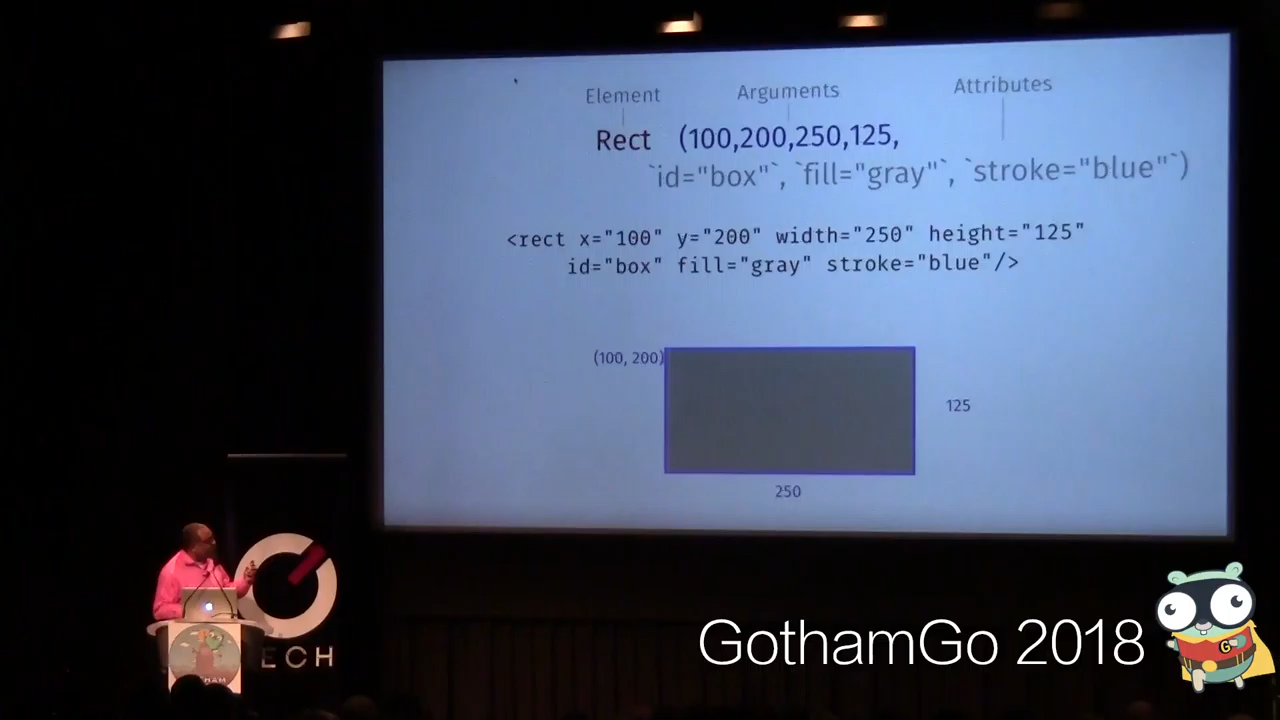 Element Arguments Attributes
Rect (100,200,250,125,
`id="box"`, `fill="gray"`, `stroke="blue"`)
<rect x="100" y="200" width="250" height="125"
id="box" fill="gray" stroke="blue"/>
(100, 200)
125
250
ECH
GothamGo 2018
G